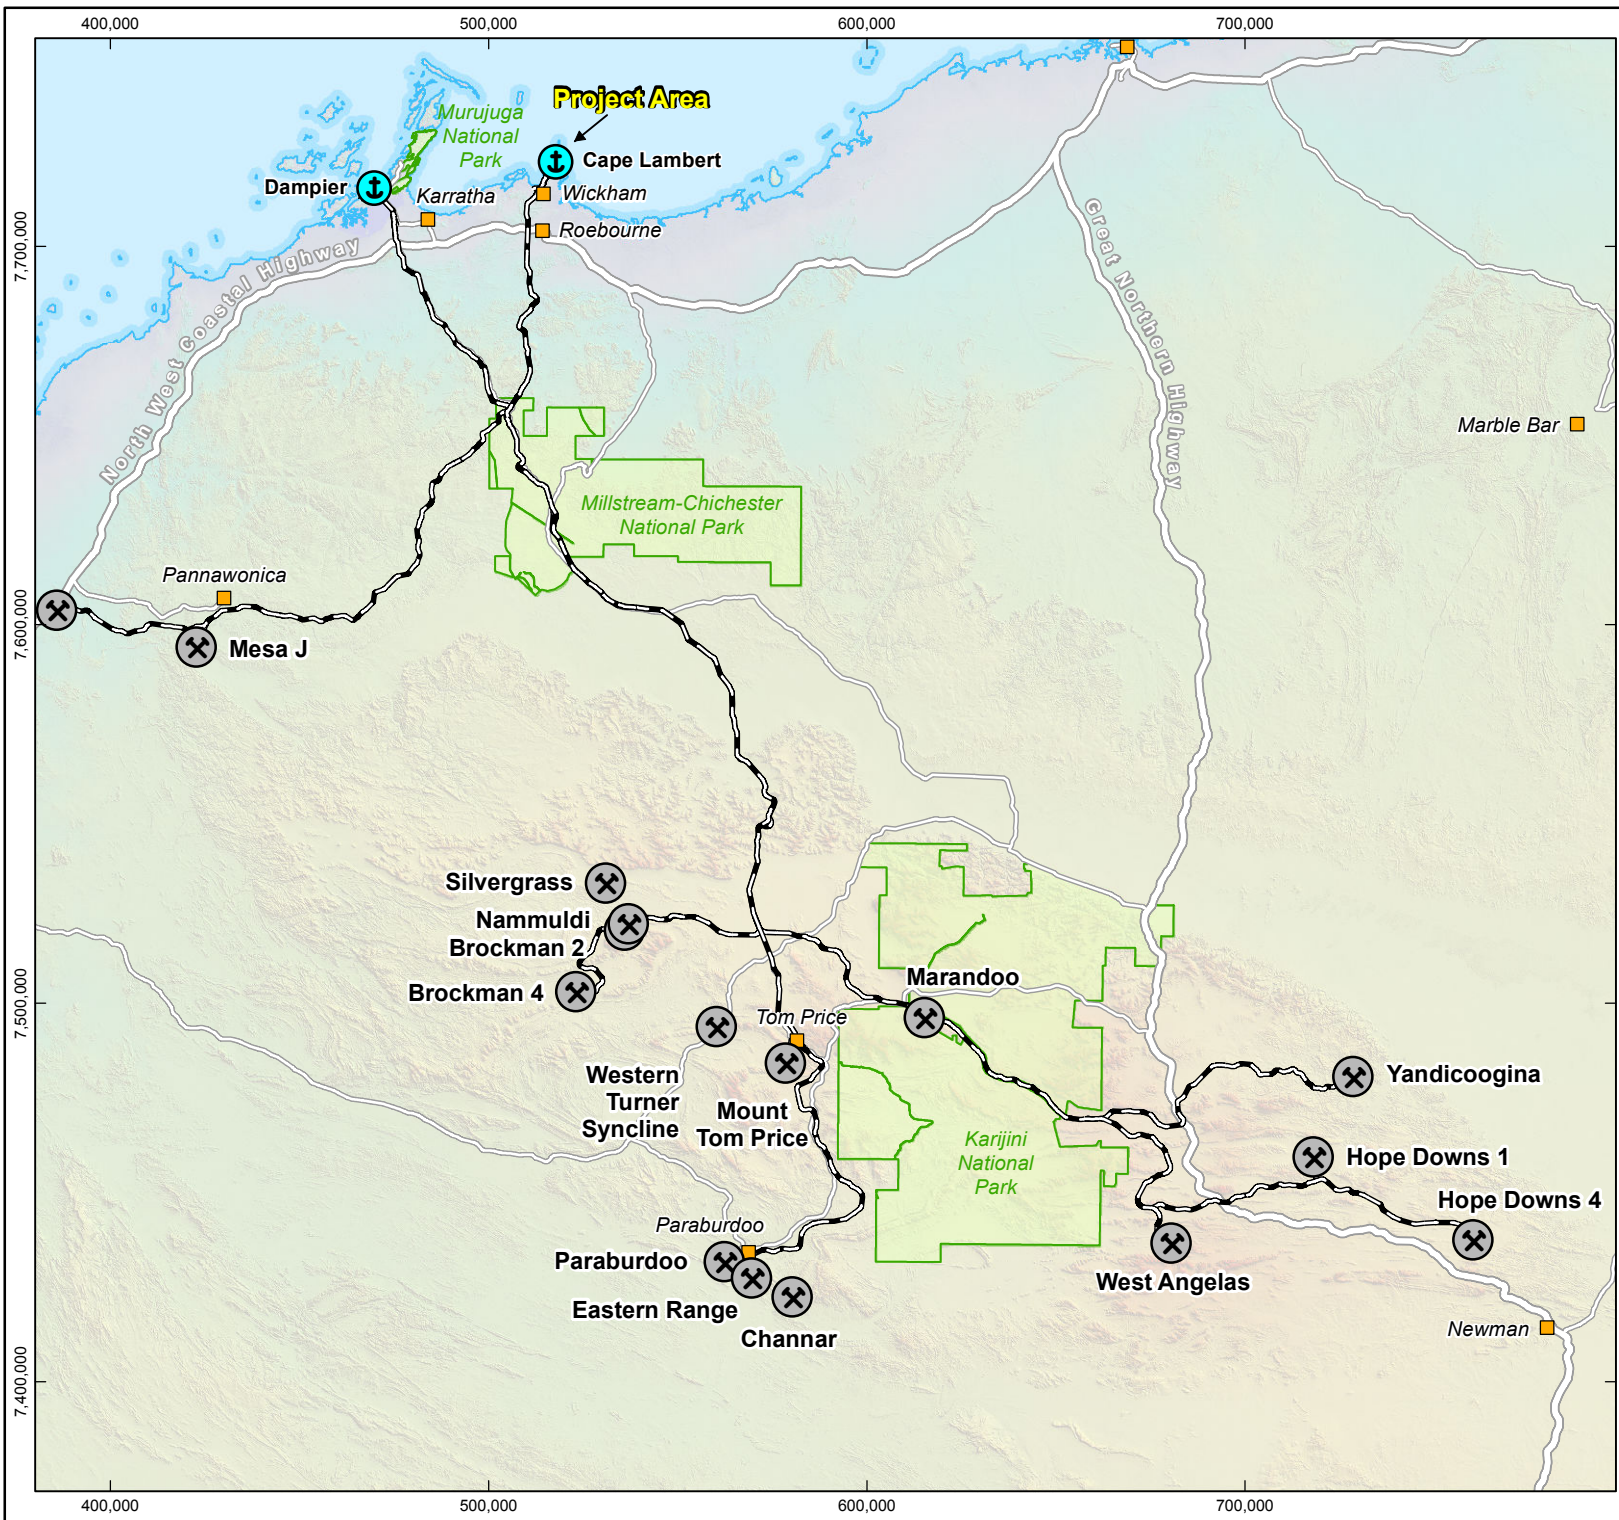 400,000
500,000
600,000
700,000
Project Area
Murujuga
National
Park
Cape Lambert
Dampier
Karratha
Wickham
Roebourne
7,700,000
North West Coastal Highway
Great Northern Highway
Marble Bar
Millstream-Chichester
National Park
Pannawonica
7,600,000
Mesa J
Silvergrass
Nammuldi
Brockman 2
Brockman 4
Marandoo
7,500,000
Tom Price
Western
Turner
Syncline
Mount
Tom Price
Yandicoogina
Karijini
National
Park
Hope Downs 1
Hope Downs 4
Paraburdoo
Paraburdoo
West Angelas
Eastern Range
Channar
Newman
7,400,000
400,000
500,000
600,000
700,000